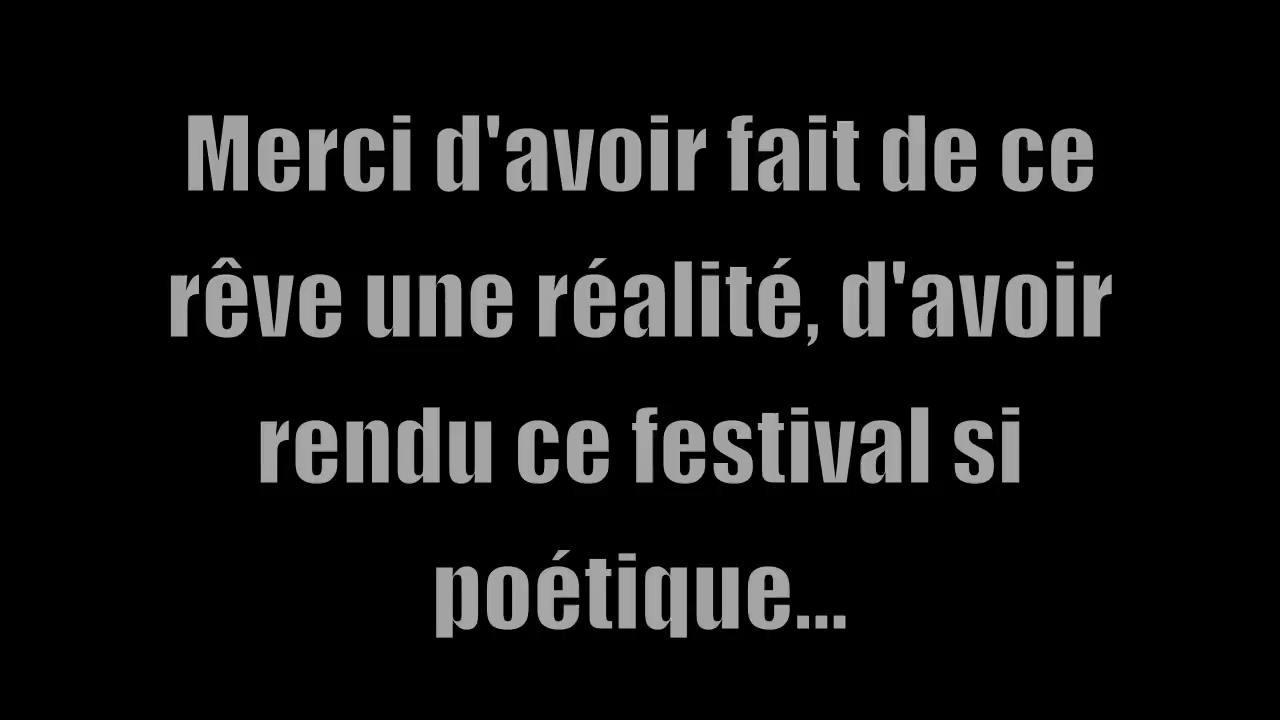 Merci d'avoir fait de ce
rêve une réalité, d'avoir
rendu ce festival si
poétique...